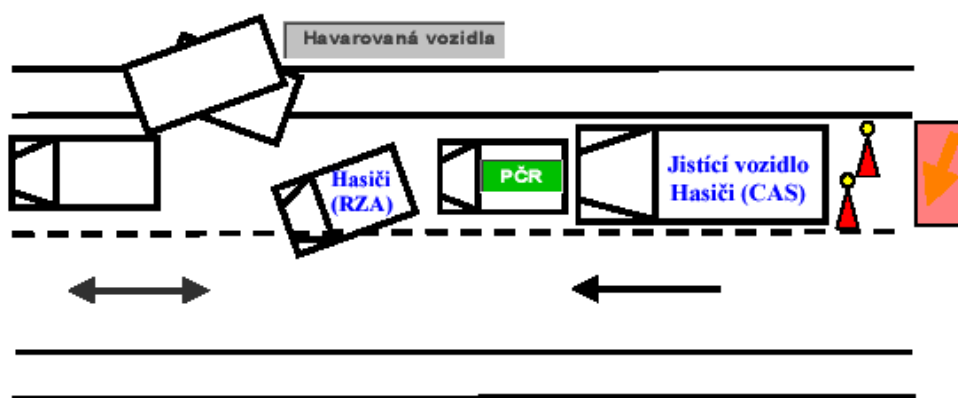 Havarovaná vozidla
Hasiči
(RZA)
PČR
Jistící vozidlo
Hasiči (CAS)